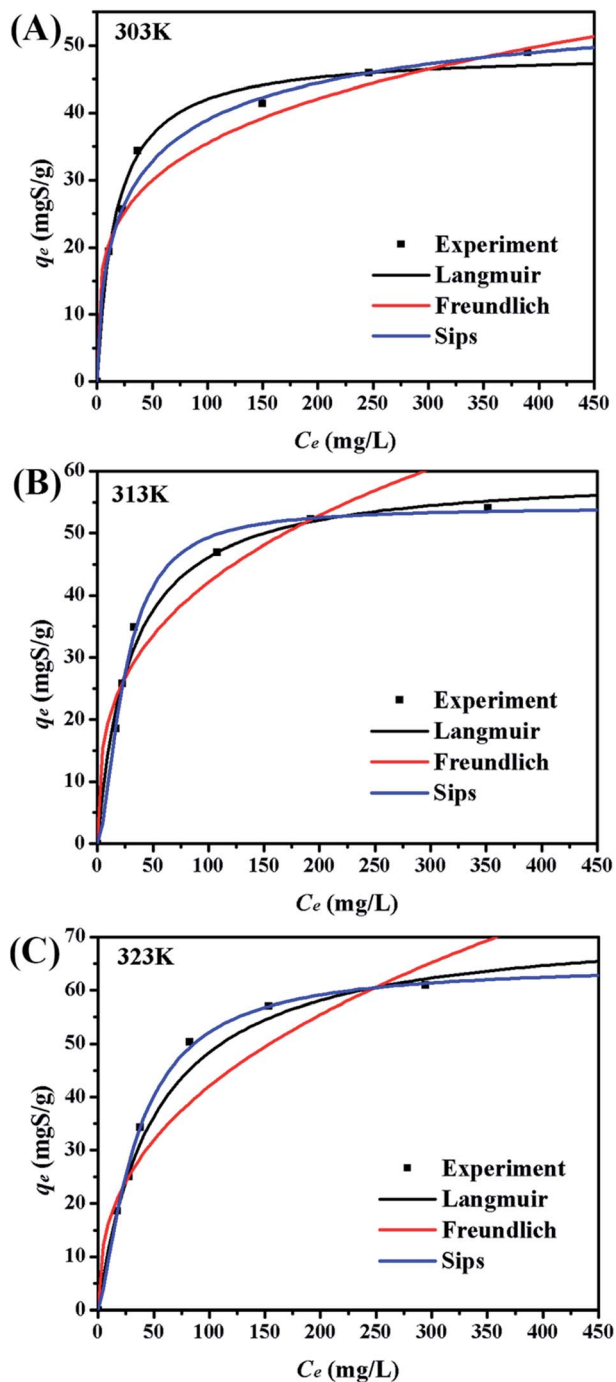 (A)
303K
50
40
30
20
10
0
qe (mgS/g)
Experiment
Langmuir
Freundlich
Sips
0 50 100 150 200 250 300 350 400 450
Ce (mg/L)
(B)
313K
60
50
40
30
20
10
0
qe (mgS/g)
Experiment
Langmuir
Freundlich
Sips
0 50 100 150 200 250 300 350 400 450
Ce (mg/L)
(C)
323K
70
60
50
40
30
20
10
0
qe (mgS/g)
Experiment
Langmuir
Freundlich
Sips
0 50 100 150 200 250 300 350 400 450
Ce (mg/L)